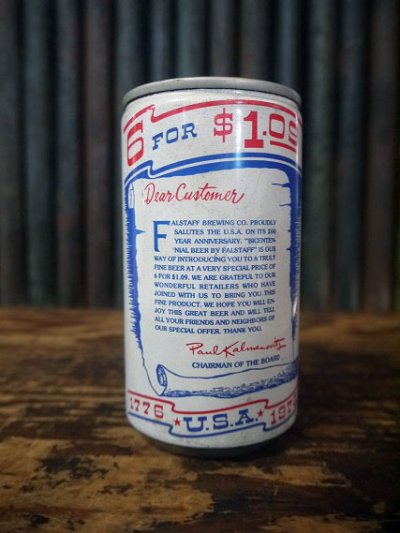 6 FOR $1.09
Dear Customer
FALSTAFF BREWING CO. PROUDLY
SALUTES THE U.S.A. ON ITS 200
YEAR ANNIVERSARY. "BICENTEN-
NIAL BEER BY FALSTAFF" IS OUR
WAY OF INTRODUCING YOU TO A TRULY
FINE BEER AT A VERY SPECIAL PRICE OF
6 FOR $1.09. WE ARE GRATEFUL TO OUR
WONDERFUL RETAILERS WHO HAVE
JOINED WITH US TO BRING YOU THIS
FINE PRODUCT. WE HOPE YOU WILL EN-
JOY THIS GREAT BEER AND WILL TELL
ALL YOUR FRIENDS AND NEIGHBORS OF
OUR SPECIAL OFFER. THANK YOU.
Paul Kalmanovitz
CHAIRMAN OF THE BOARD
1776 U.S.A. 197